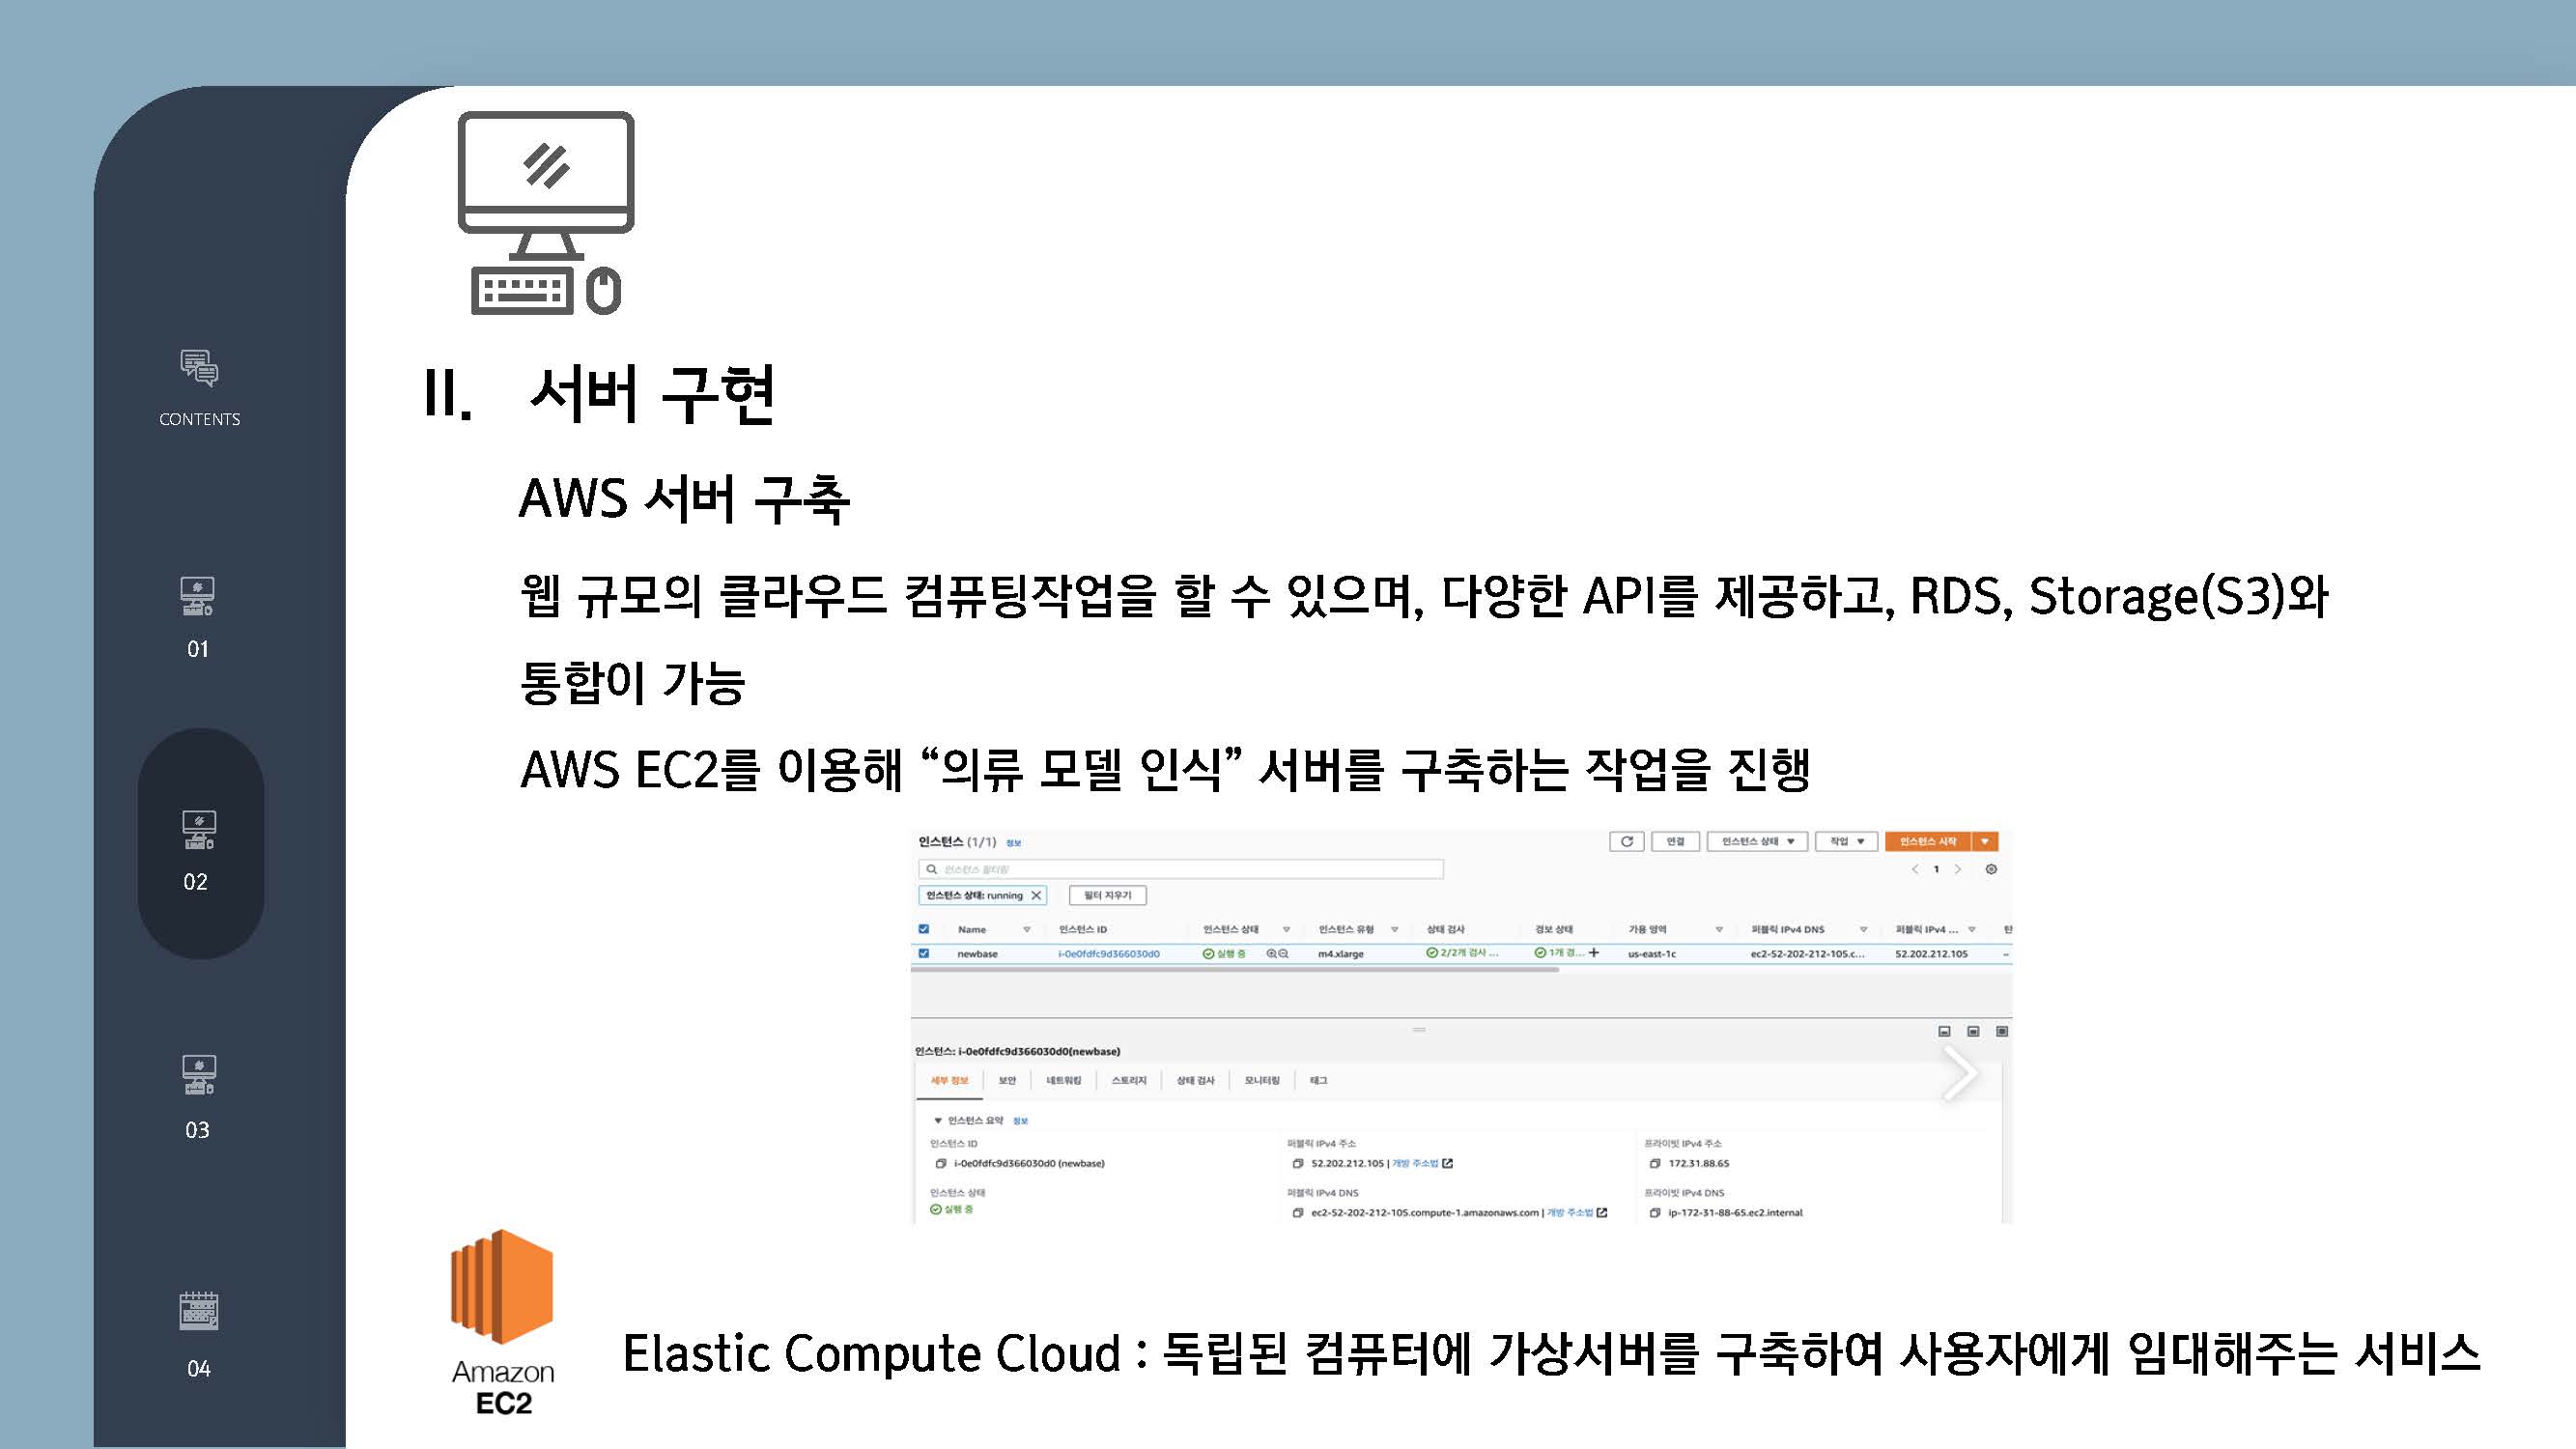 CONTENTS
01
02
03
04
II. 서버 구현
AWS 서버 구축
웹 규모의 클라우드 컴퓨팅작업을 할 수 있으며, 다양한 API를 제공하고, RDS, Storage(S3)와
통합이 가능
AWS EC2를 이용해 “의류 모델 인식” 서버를 구축하는 작업을 진행
인스턴스 (1/1) 정보
연결 인스턴스 상태 작업 인스턴스 시작
인스턴스 필터링
1
인스턴스 상태: running 필터 지우기
Name 인스턴스 ID 인스턴스 상태 인스턴스 유형 상태 검사 경보 상태 가용 영역 퍼블릭 IPv4 DNS 퍼블릭 IPv4 ...
newbase i-0e0fdfc9d366030d0 실행 중 m4.xlarge 2/2개 검사 ... 1개 경... + us-east-1c ec2-52-202-212-105.c... 52.202.212.105 –
인스턴스: i-0e0fdfc9d366030d0(newbase)
세부 정보 보안 네트워킹 스토리지 상태 검사 모니터링 태그
인스턴스 요약 정보
인스턴스 ID 퍼블릭 IPv4 주소 프라이빗 IPv4 주소
i-0e0fdfc9d366030d0 (newbase) 52.202.212.105 | 개방 주소법 172.31.88.65
인스턴스 상태 퍼블릭 IPv4 DNS 프라이빗 IPv4 DNS
실행 중 ec2-52-202-212-105.compute-1.amazonaws.com | 개방 주소법 ip-172-31-88-65.ec2.internal
Amazon
EC2
Elastic Compute Cloud : 독립된 컴퓨터에 가상서버를 구축하여 사용자에게 임대해주는 서비스